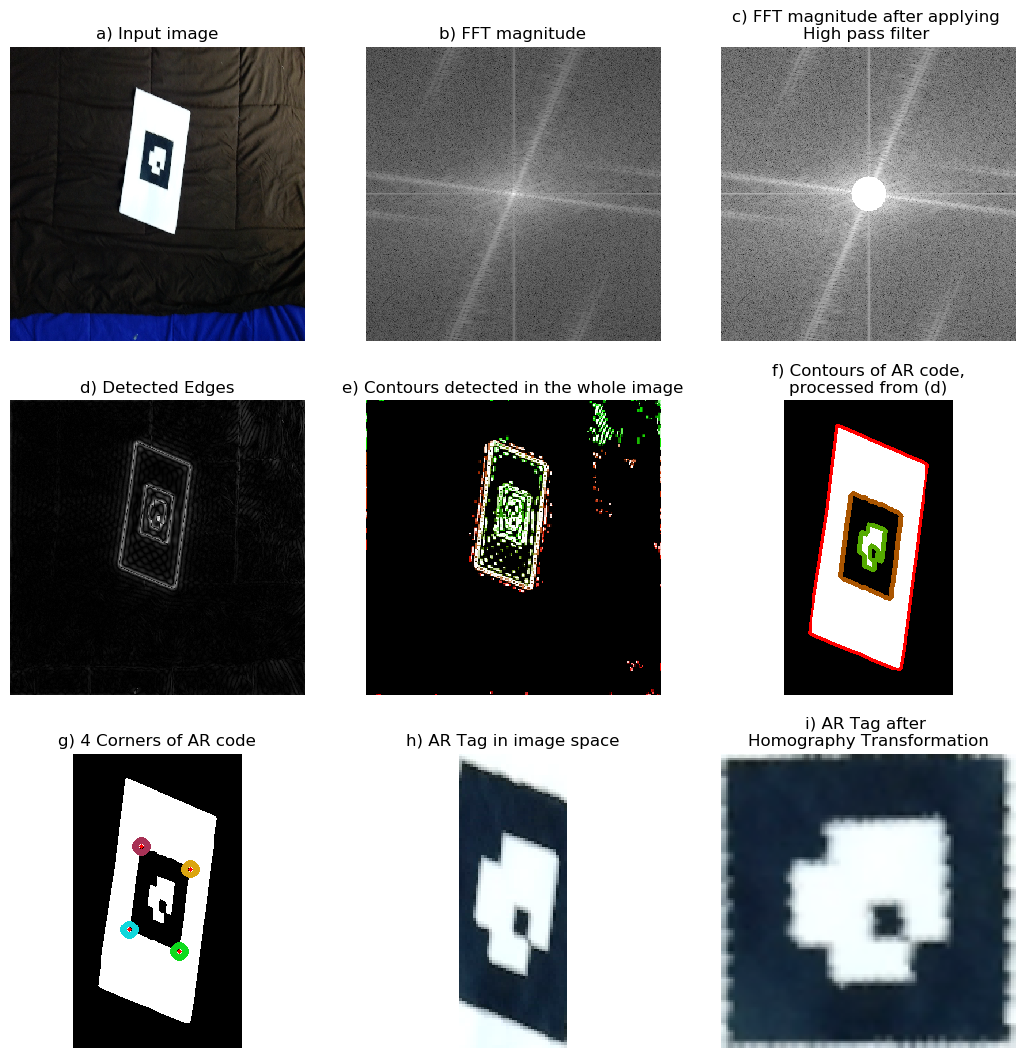 a) Input image
b) FFT magnitude
c) FFT magnitude after applying
High pass filter
d) Detected Edges
e) Contours detected in the whole image
f) Contours of AR code,
processed from (d)
g) 4 Corners of AR code
h) AR Tag in image space
i) AR Tag after
Homography Transformation